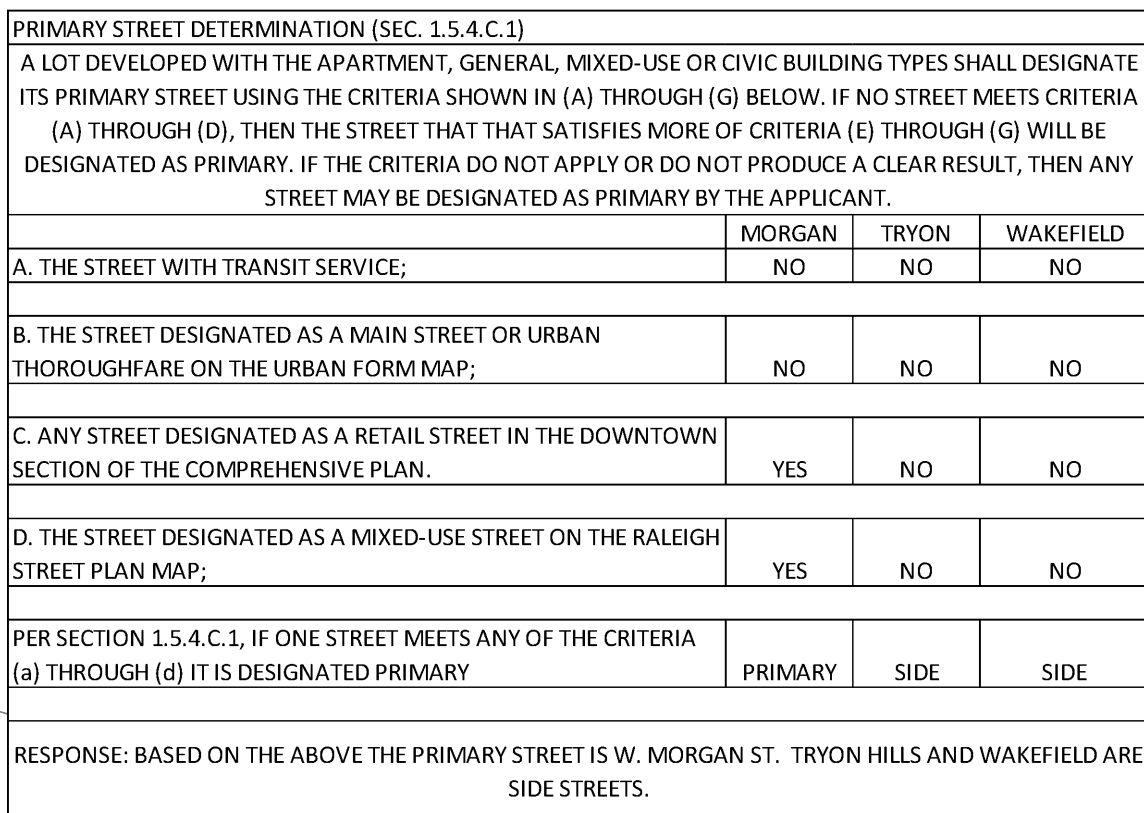 PRIMARY STREET DETERMINATION (SEC. 1.5.4.C.1)
A LOT DEVELOPED WITH THE APARTMENT, GENERAL, MIXED-USE OR CIVIC BUILDING TYPES SHALL DESIGNATE
ITS PRIMARY STREET USING THE CRITERIA SHOWN IN (A) THROUGH (G) BELOW. IF NO STREET MEETS CRITERIA
(A) THROUGH (D), THEN THE STREET THAT THAT SATISFIES MORE OF CRITERIA (E) THROUGH (G) WILL BE
DESIGNATED AS PRIMARY. IF THE CRITERIA DO NOT APPLY OR DO NOT PRODUCE A CLEAR RESULT, THEN ANY
STREET MAY BE DESIGNATED AS PRIMARY BY THE APPLICANT.
MORGAN TRYON WAKEFIELD
A. THE STREET WITH TRANSIT SERVICE; NO NO NO
B. THE STREET DESIGNATED AS A MAIN STREET OR URBAN
THOROUGHFARE ON THE URBAN FORM MAP; NO NO NO
C. ANY STREET DESIGNATED AS A RETAIL STREET IN THE DOWNTOWN
SECTION OF THE COMPREHENSIVE PLAN. YES NO NO
D. THE STREET DESIGNATED AS A MIXED-USE STREET ON THE RALEIGH
STREET PLAN MAP; YES NO NO
PER SECTION 1.5.4.C.1, IF ONE STREET MEETS ANY OF THE CRITERIA
(a) THROUGH (d) IT IS DESIGNATED PRIMARY PRIMARY SIDE SIDE
RESPONSE: BASED ON THE ABOVE THE PRIMARY STREET IS W. MORGAN ST. TRYON HILLS AND WAKEFIELD ARE
SIDE STREETS.